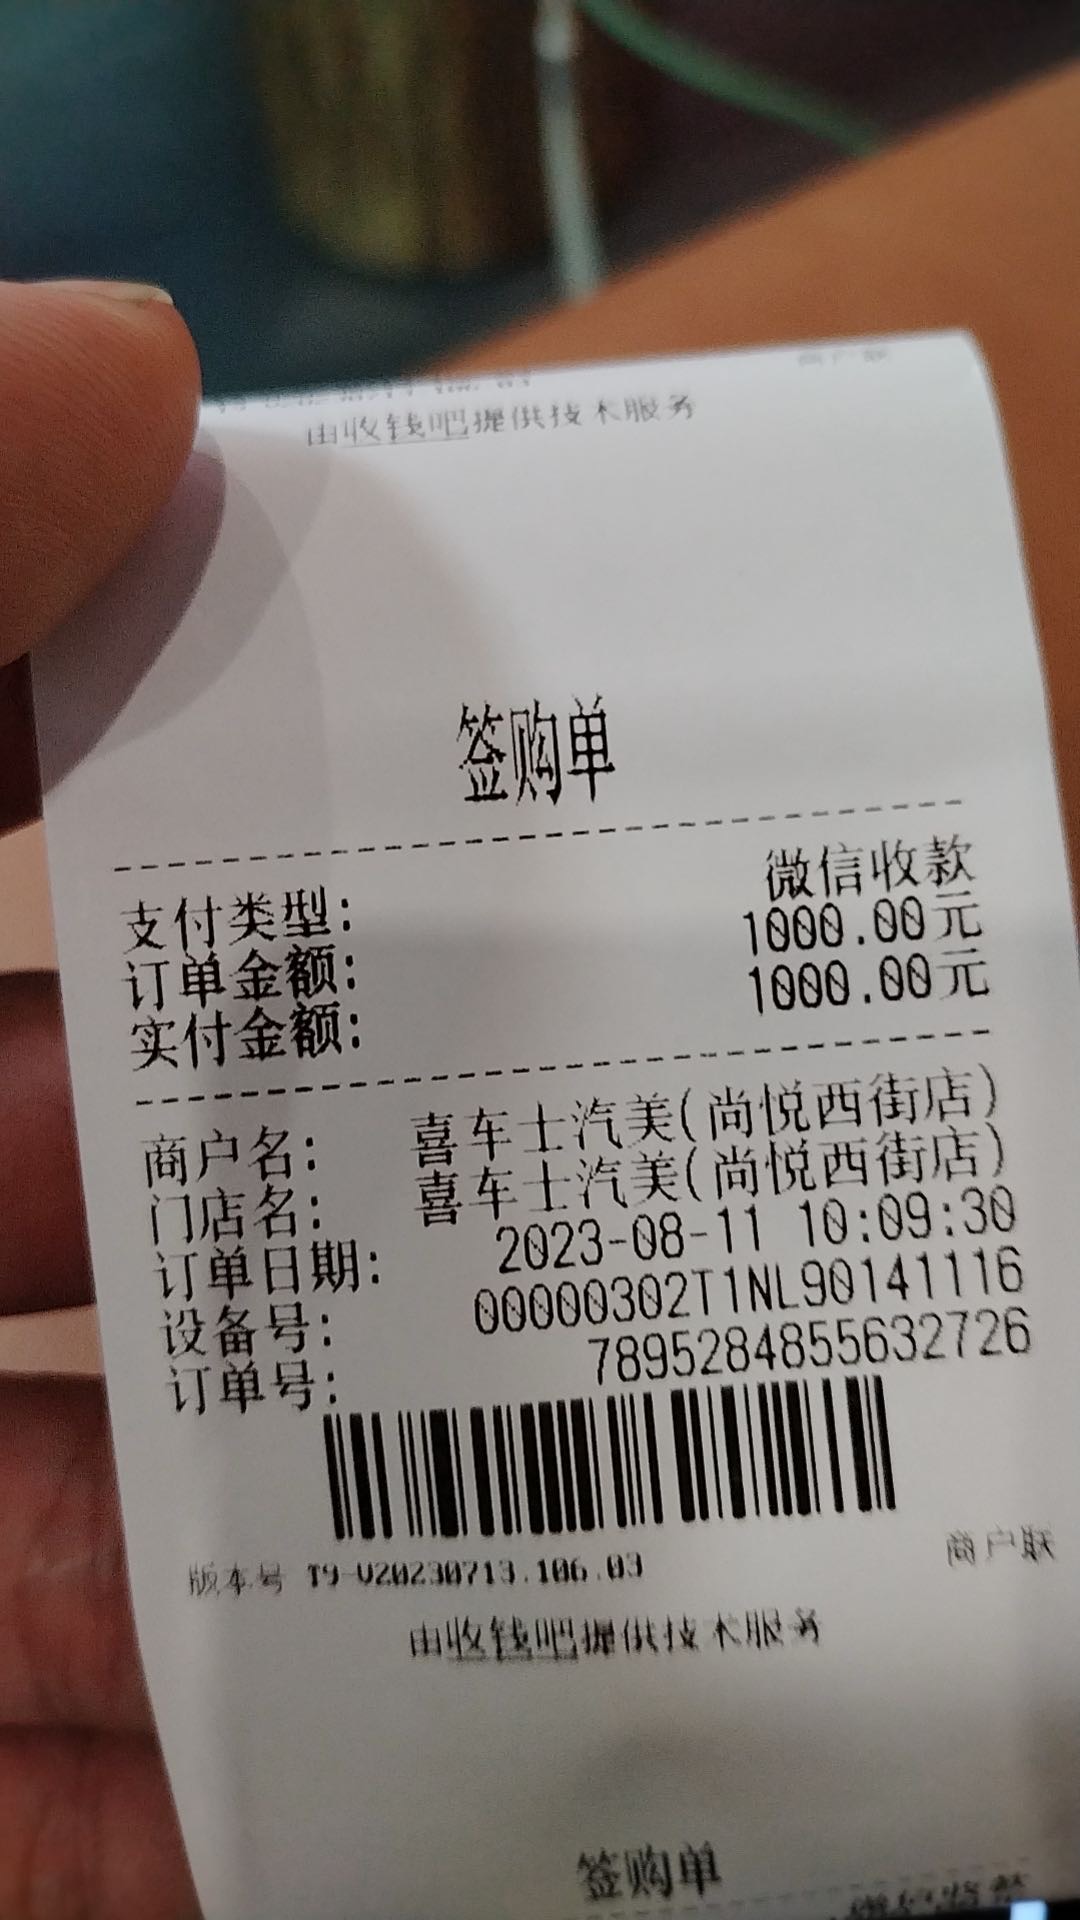 由收钱吧提供技术服务
签购单
支付类型: 微信收款
订单金额: 1000.00元
实付金额: 1000.00元
商户名: 喜车士汽美(尚悦西街店)
门店名: 喜车士汽美(尚悦西街店)
订单日期: 2023-08-11 10:09:30
设备号: 00000302T1NL90141116
订单号: 7895284855632726
版本号 T9-V20230713.106.03 商户联
由收钱吧提供技术服务
签购单